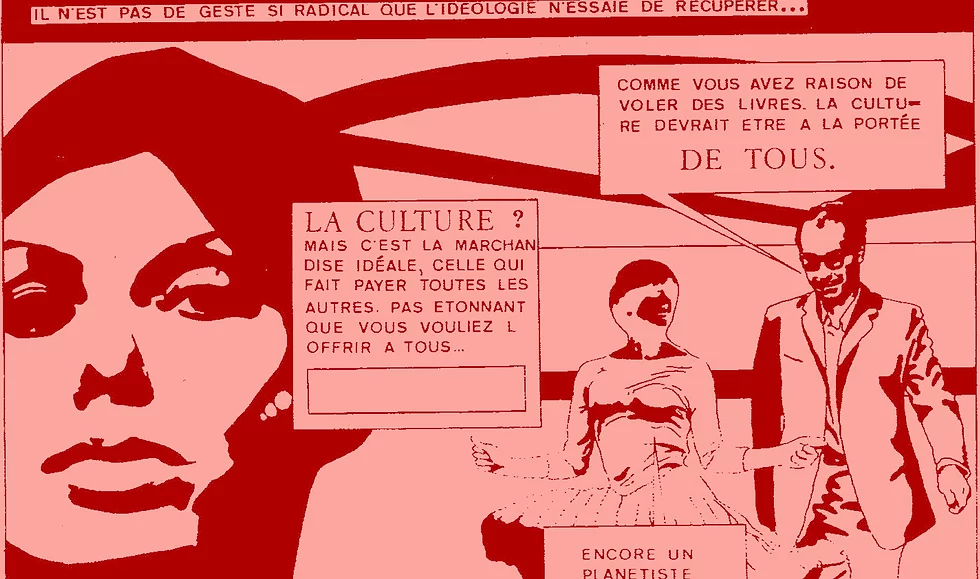 IL N'EST PAS DE GESTE SI RADICAL QUE L'IDEOLOGIE N'ESSAIE DE RECUPERER...
COMME VOUS AVEZ RAISON DE
VOLER DES LIVRES. LA CULTU-
RE DEVRAIT ETRE A LA PORTÉE
DE TOUS.
LA CULTURE ?
MAIS C'EST LA MARCHAN
DISE IDÉALE, CELLE QUI
FAIT PAYER TOUTES LES
AUTRES. PAS ETONNANT
QUE VOUS VOULIEZ L
OFFRIR A TOUS...
ENCORE UN
PLANETISTE